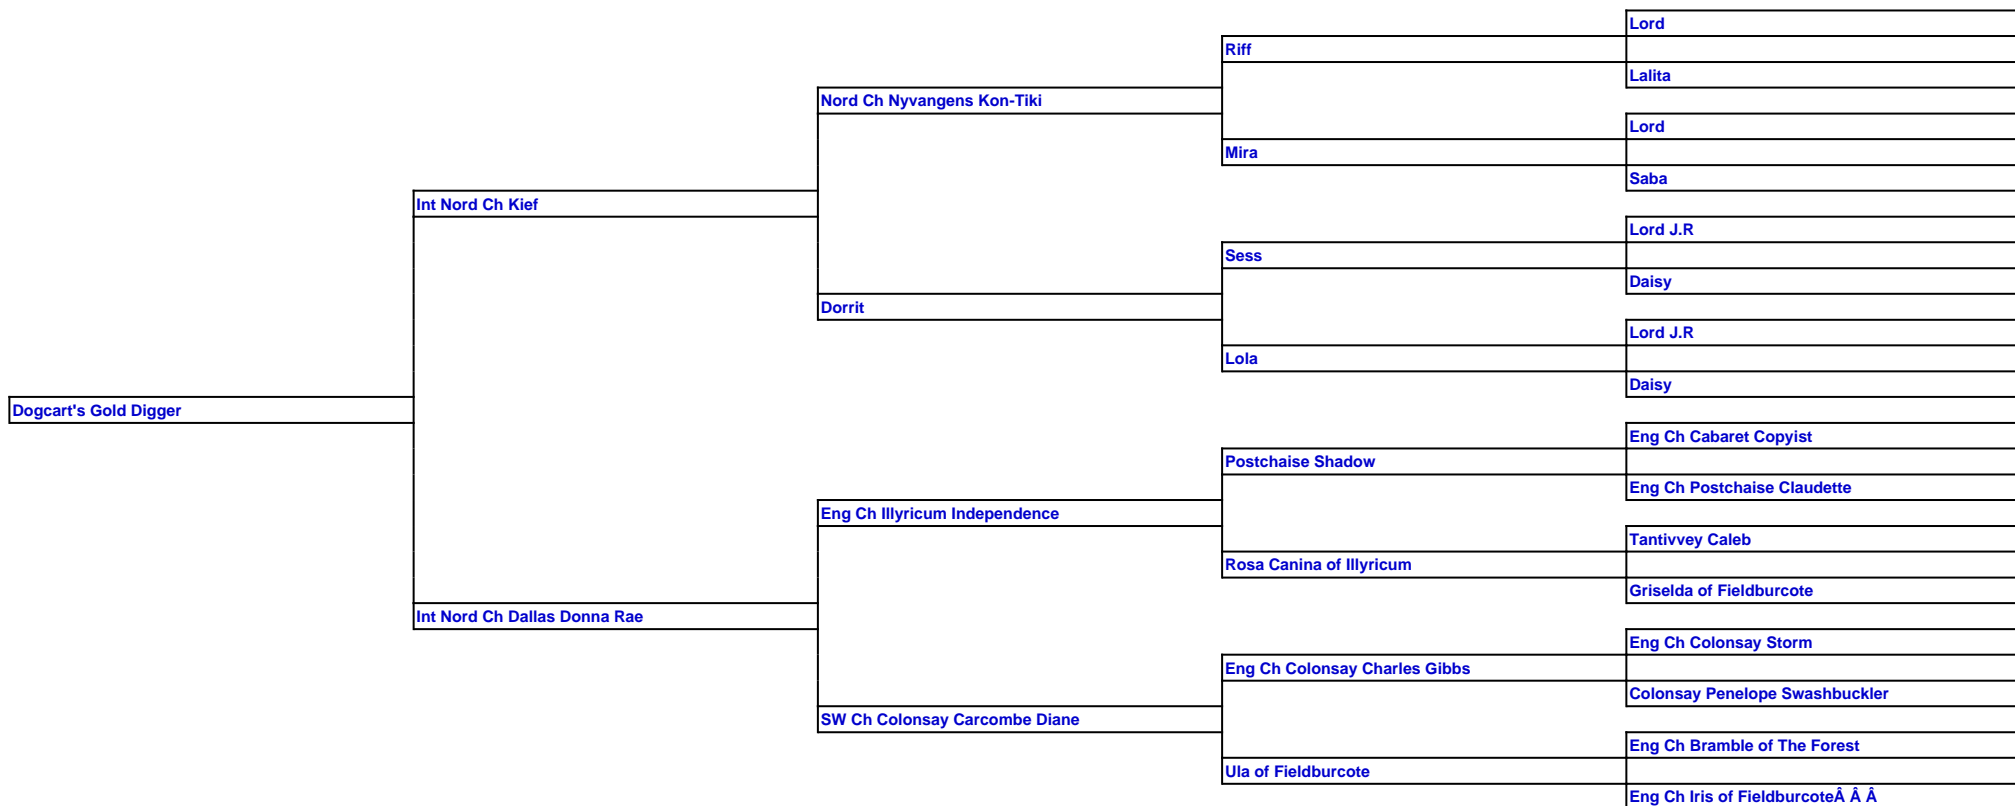 Lord
Riff
Lalita
Nord Ch Nyvangens Kon-Tiki
Lord
Mira
Saba
Int Nord Ch Kief
Lord J.R
Sess
Daisy
Dorrit
Lord J.R
Lola
Daisy
Dogcart's Gold Digger
Eng Ch Cabaret Copyist
Postchaise Shadow
Eng Ch Postchaise Claudette
Eng Ch Illyricum Independence
Tantivvey Caleb
Rosa Canina of Illyricum
Griselda of Fieldburcote
Int Nord Ch Dallas Donna Rae
Eng Ch Colonsay Storm
Eng Ch Colonsay Charles Gibbs
Colonsay Penelope Swashbuckler
SW Ch Colonsay Carcombe Diane
Eng Ch Bramble of The Forest
Ula of Fieldburcote
Eng Ch Iris of FieldburcoteÂ Â Â